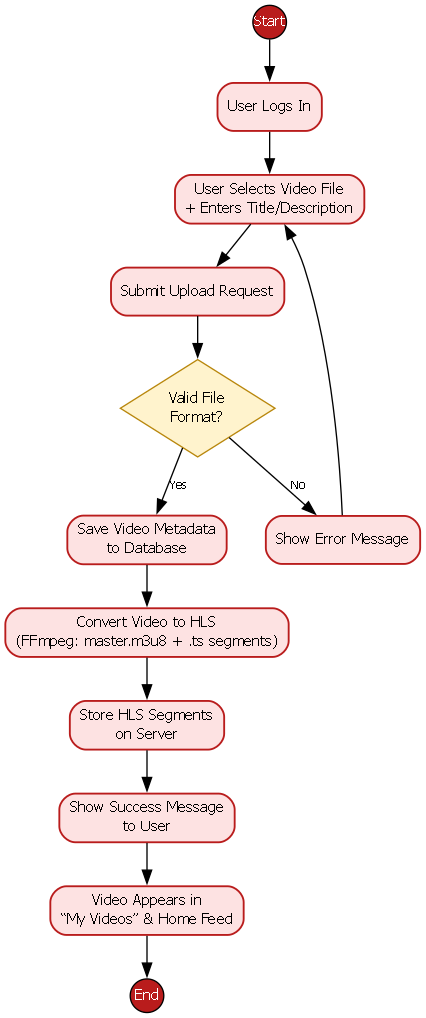 Start
User Logs In
User Selects Video File
+ Enters Title/Description
Submit Upload Request
Valid File
Format?
Yes
No
Save Video Metadata
to Database
Show Error Message
Convert Video to HLS
(FFmpeg: master.m3u8 + .ts segments)
Store HLS Segments
on Server
Show Success Message
to User
Video Appears in
“My Videos” & Home Feed
End